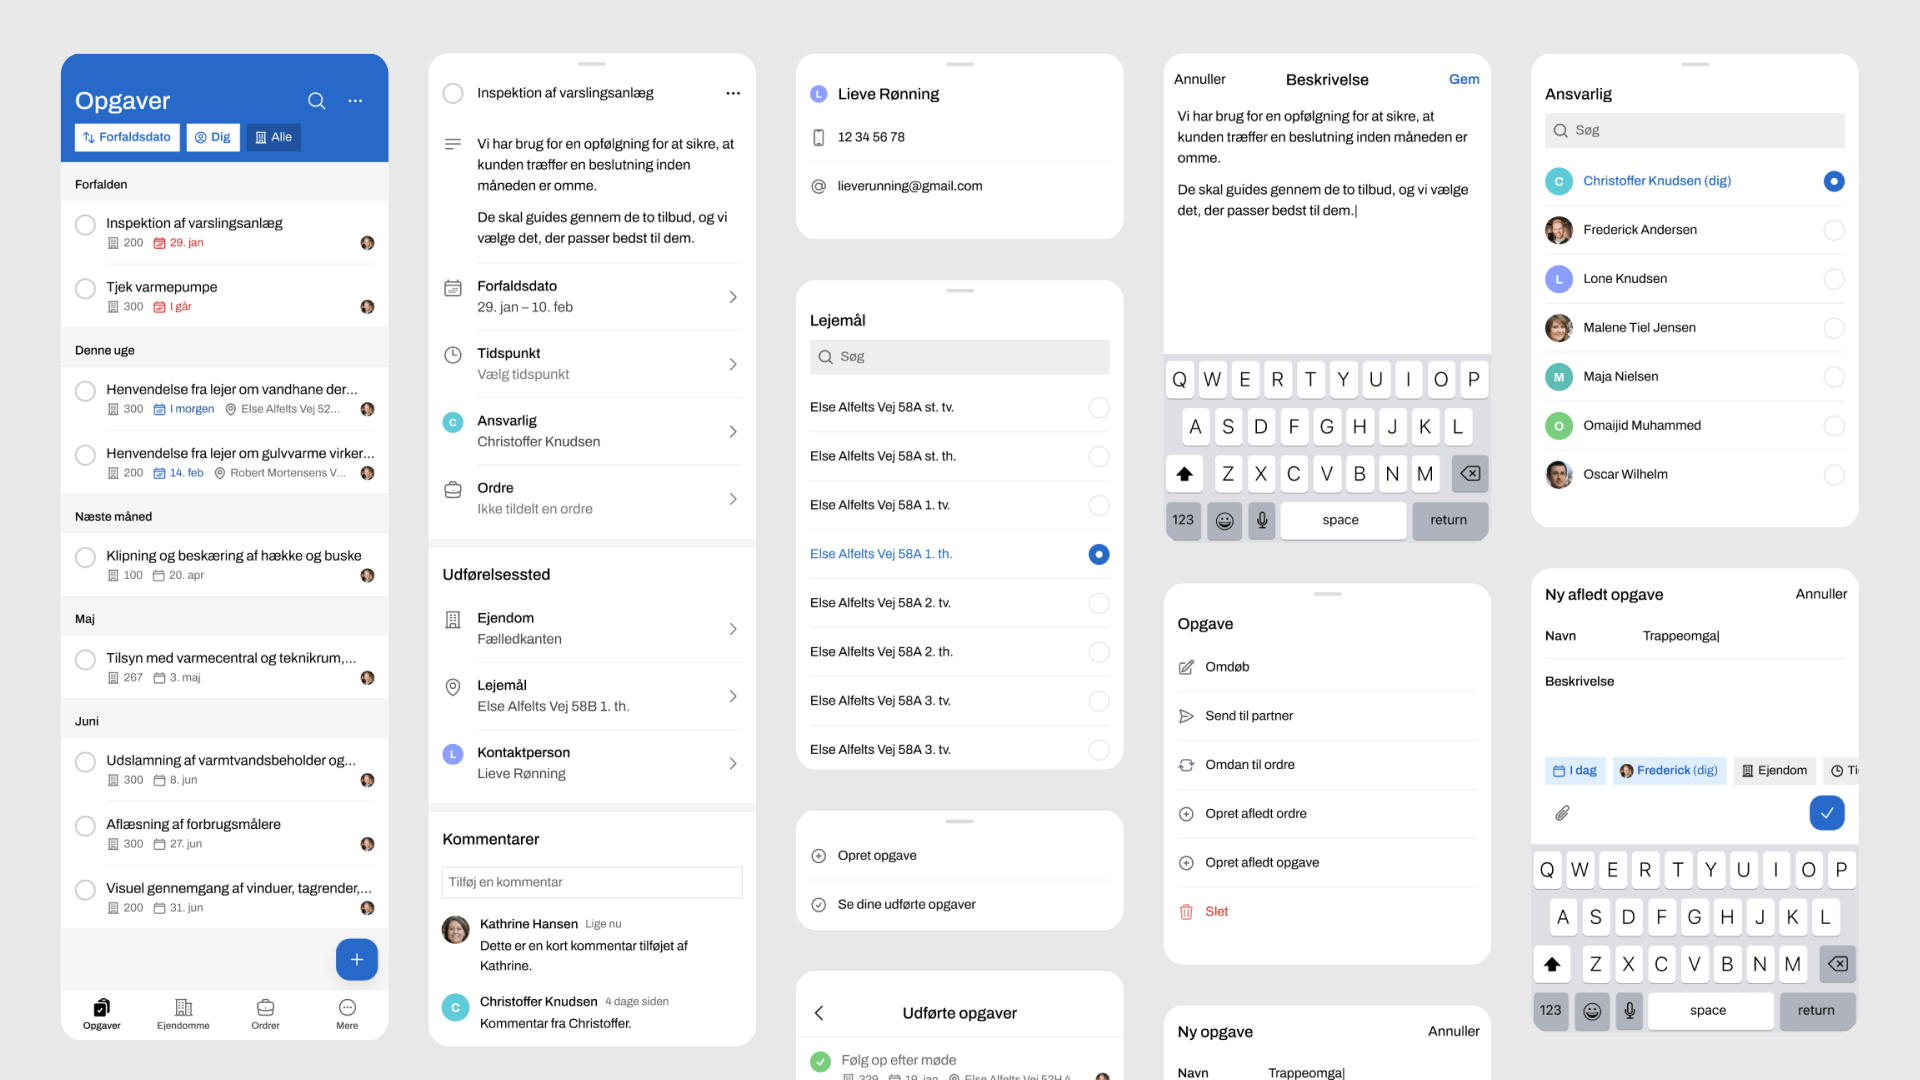 Opgaver
Forfaldsdato
Dig
Alle
Forfalden
Inspektion af varslingsanlæg
200 29. jan
Tjek varmepumpe
300 I går
Denne uge
Henvendelse fra lejer om vandhane der...
300 I morgen Else Alfelts Vej 52...
Henvendelse fra lejer om gulvvarme virker...
200 14. feb Robert Mortensens V...
Næste måned
Klipning og beskæring af hække og buske
100 20. apr
Maj
Tilsyn med varmecentral og teknikrum,...
267 3. maj
Juni
Udslamning af varmtvandsbeholder og...
300 8. jun
Aflæsning af forbrugsmålere
300 27. jun
Visuel gennemgang af vinduer, tagrender,...
200 31. jun
Opgaver
Ejendomme
Ordrer
Mere
Inspektion af varslingsanlæg
Vi har brug for en opfølgning for at sikre, at
kunden træffer en beslutning inden
måneden er omme.
De skal guides gennem de to tilbud, og vi
vælge det, der passer bedst til dem.
Forfaldsdato
29. jan – 10. feb
Tidspunkt
Vælg tidspunkt
C
Ansvarlig
Christoffer Knudsen
Ordre
Ikke tildelt en ordre
Udførelsessted
Ejendom
Fælledkanten
Lejemål
Else Alfelts Vej 58B 1. th.
L
Kontaktperson
Lieve Rønning
Kommentarer
Tilføj en kommentar
Kathrine Hansen Lige nu
Dette er en kort kommentar tilføjet af
Kathrine.
C
Christoffer Knudsen 4 dage siden
Kommentar fra Christoffer.
L
Lieve Rønning
12 34 56 78
lieverunning@gmail.com
Lejemål
Søg
Else Alfelts Vej 58A st. tv.
Else Alfelts Vej 58A st. th.
Else Alfelts Vej 58A 1. tv.
Else Alfelts Vej 58A 1. th.
Else Alfelts Vej 58A 2. tv.
Else Alfelts Vej 58A 2. th.
Else Alfelts Vej 58A 3. tv.
Else Alfelts Vej 58A 3. tv.
Opret opgave
Se dine udførte opgaver
Udførte opgaver
Følg op efter møde
329 19. jan Else Alfelts Vej 52H 4
Annuller
Beskrivelse
Gem
Vi har brug for en opfølgning for at sikre, at
kunden træffer en beslutning inden måneden er
omme.
De skal guides gennem de to tilbud, og vi vælge
det, der passer bedst til dem.
Q W E R T Y U I O P
A S D F G H J K L
Z X C V B N M
123 space return
Opgave
Omdøb
Send til partner
Omdan til ordre
Opret afledt ordre
Opret afledt opgave
Slet
Ny opgave
Annuller
Navn
Trappeomga
Ansvarlig
Søg
C
Christoffer Knudsen (dig)
Frederick Andersen
L
Lone Knudsen
Malene Tiel Jensen
M
Maja Nielsen
O
Omaijid Muhammed
Oscar Wilhelm
Ny afledt opgave
Annuller
Navn
Trappeomga
Beskrivelse
I dag
Frederick (dig)
Ejendom
Ti
Q W E R T Y U I O P
A S D F G H J K L
Z X C V B N M
123 space return